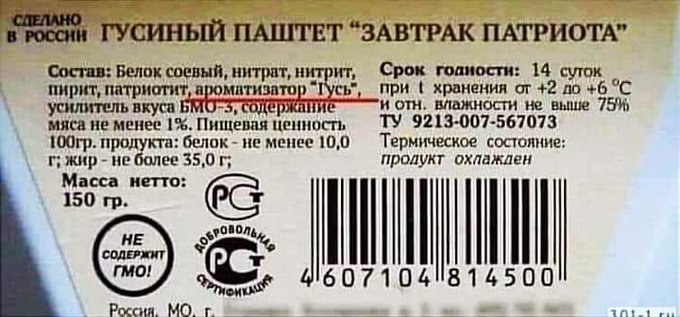 СДЕЛАНО
В РОССИИ
ГУСИНЫЙ ПАШТЕТ "ЗАВТРАК ПАТРИОТА"
Состав: Белок соевый, нитрат, нитрит,
пирит, патриотит, ароматизатор "Гусь",
усилитель вкуса БМО-3, содержание
мяса не менее 1%. Пищевая ценность
100гр. продукта: белок - не менее 10,0
г; жир - не более 35,0 г;
Масса нетто:
150 гр.
Срок годности: 14 суток
при t хранения от +2 до +6 °С
и отн. влажности не выше 75%
ТУ 9213-007-567073
Термическое состояние:
продукт охлажден
РСТ
НЕ
СОДЕРЖИТ
ГМО!
ДОБРОВОЛЬНАЯ
РСТ
СЕРТИФИКАЦИЯ
4607104814500
Россия, МО, г.